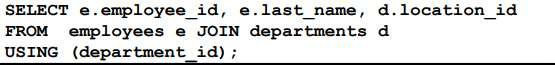 SELECT e.employee_id, e.last_name, d.location_id
FROM employees e JOIN departments d
USING (department_id);